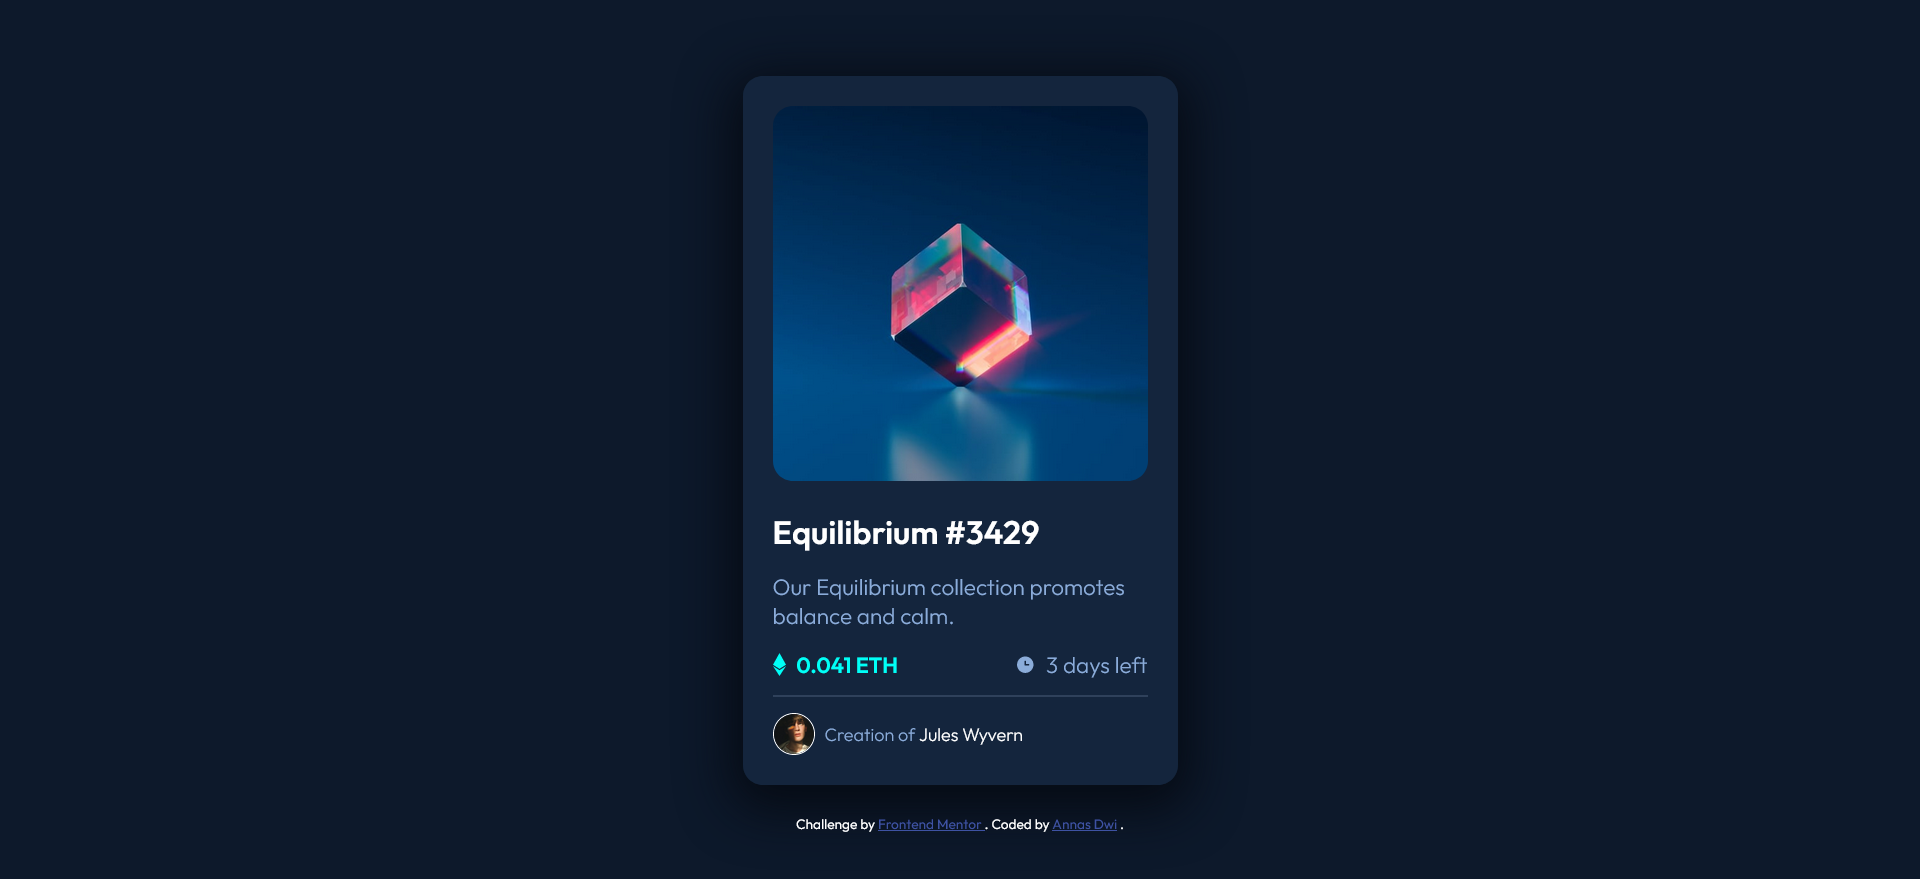 Equilibrium #3429
Our Equilibrium collection promotes
balance and calm.
0.041 ETH
3 days left
Creation of Jules Wyvern
Challenge by Frontend Mentor . Coded by Annas Dwi .